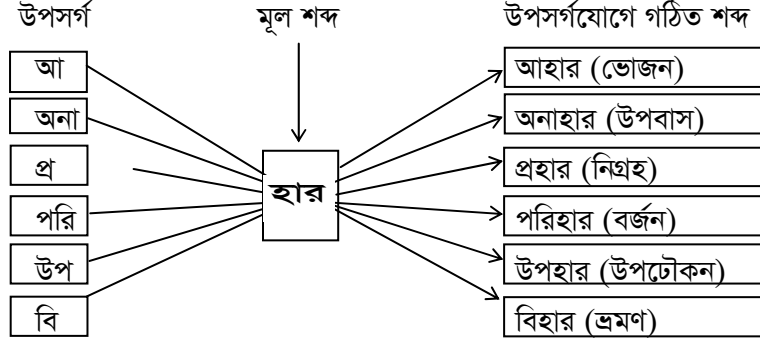 উপসর্গ মূল শব্দ উপসর্গযোগে গঠিত শব্দ
আ আহার (ভোজন)
অনা অনাহার (উপবাস)
প্র প্রহার (নিগ্রহ)
হার
পরি পরিহার (বর্জন)
উপ উপহার (উপঢৌকন)
বি বিহার (ভ্রমণ)